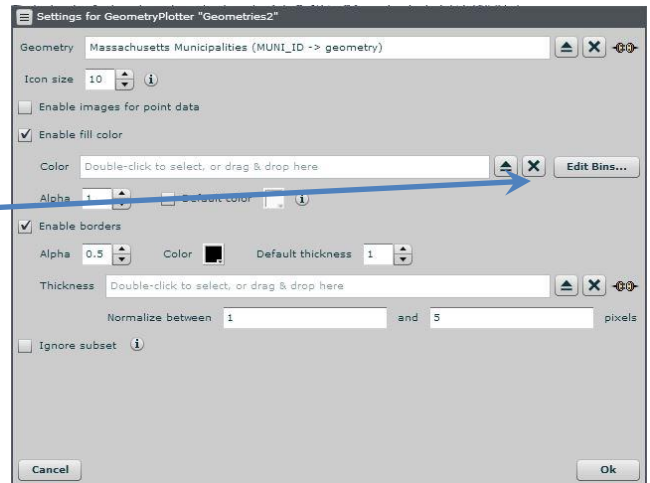 Settings for GeometryPlotter "Geometries2"
Geometry Massachusetts Municipalities (MUNI_ID -> geometry)
Icon size 10
Enable images for point data
Enable fill color
Color Double-click to select, or drag & drop here Edit Bins...
Alpha 1 Default color
Enable borders
Alpha 0.5 Color Default thickness 1
Thickness Double-click to select, or drag & drop here
Normalize between 1 and 5 pixels
Ignore subset
Cancel Ok